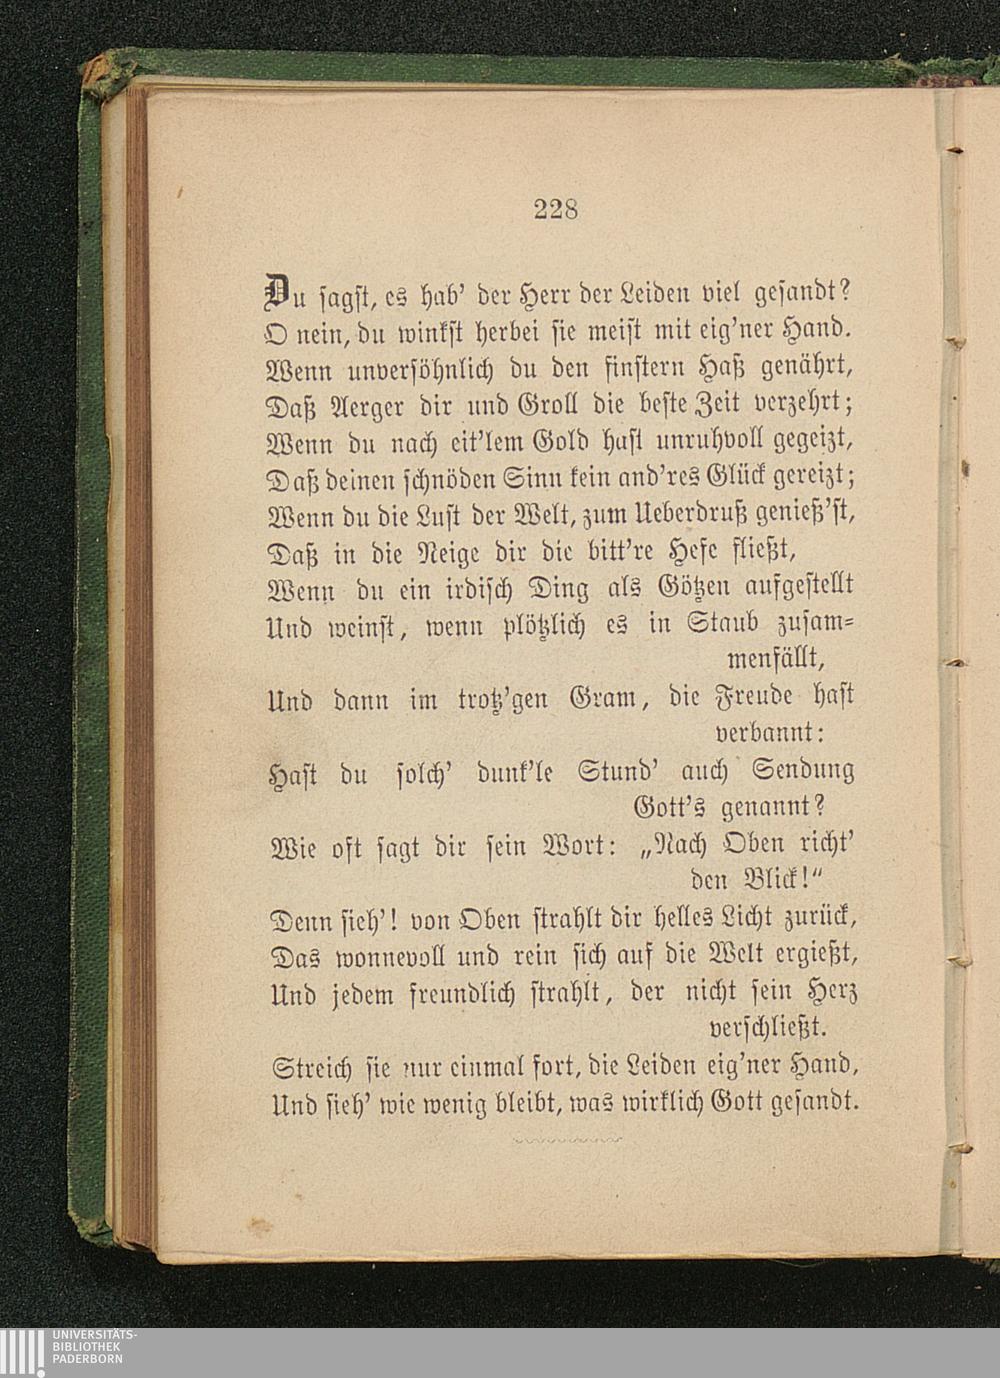 228
Du sagst, es hab' der Herr der Leiden viel gesandt?
O nein, du winkst herbei sie meist mit eig'ner Hand.
Wenn unversöhnlich du den finstern Haß genährt,
Daß Aerger dir und Groll die beste Zeit verzehrt;
Wenn du nach eit'lem Gold hast unruhvoll gegeizt,
Daß deinen schnöden Sinn kein and'res Glück gereizt;
Wenn du die Lust der Welt, zum Ueberdruß genieß'st,
Daß in die Neige dir die bitt're Hefe fließt,
Wenn du ein irdisch Ding als Götzen aufgestellt
Und weinst, wenn plötzlich es in Staub zusam-
menfällt,
Und dann im trotz'gen Gram, die Freude hast
verbannt:
Hast du solch' dunk'le Stund' auch Sendung
Gott's genannt?
Wie oft sagt dir sein Wort: „Nach Oben richt'
den Blick!“
Denn sieh'! von Oben strahlt dir helles Licht zurück,
Das wonnevoll und rein sich auf die Welt ergießt,
Und jedem freundlich strahlt, der nicht sein Herz
verschließt.
Streich sie nur einmal fort, die Leiden eig'ner Hand,
Und sieh' wie wenig bleibt, was wirklich Gott gesandt.
UNIVERSITÄTS-
BIBLIOTHEK
PADERBORN